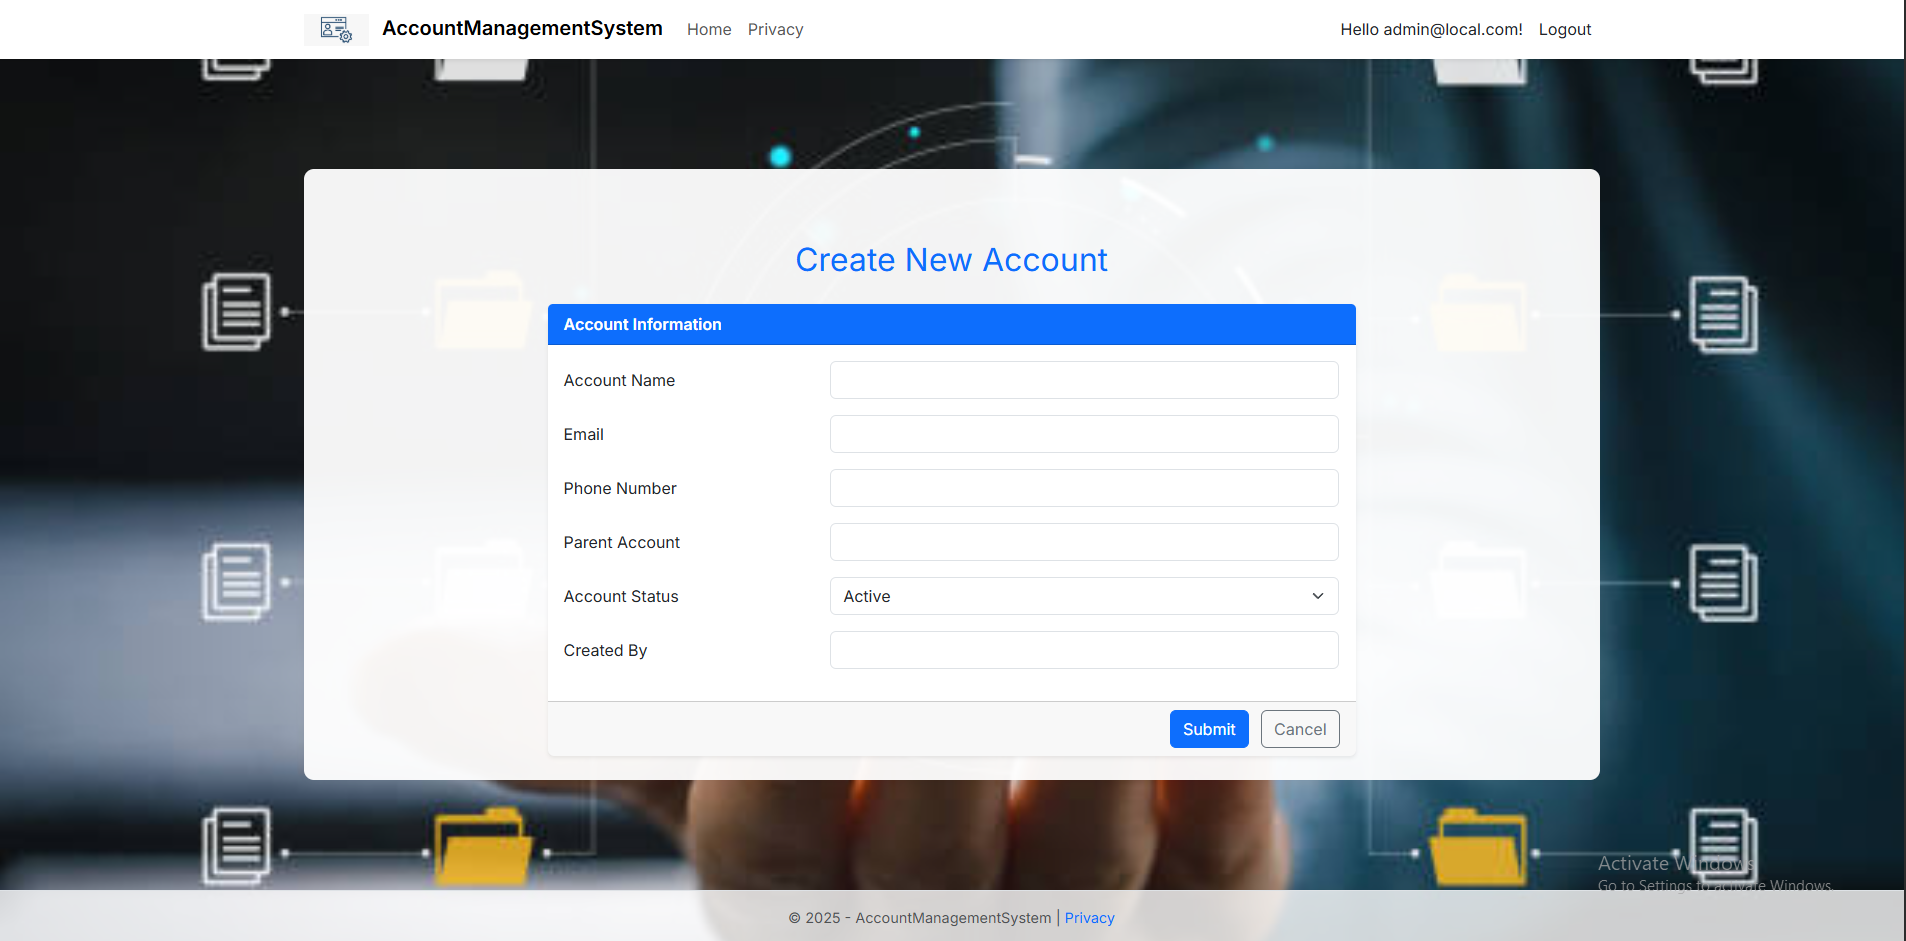 AccountManagementSystem Home Privacy Hello admin@local.com! Logout
Create New Account
Account Information
Account Name
Email
Phone Number
Parent Account
Account Status Active
Created By
Submit Cancel
Activate Windows
Go to Settings to activate Windows.
© 2025 - AccountManagementSystem | Privacy